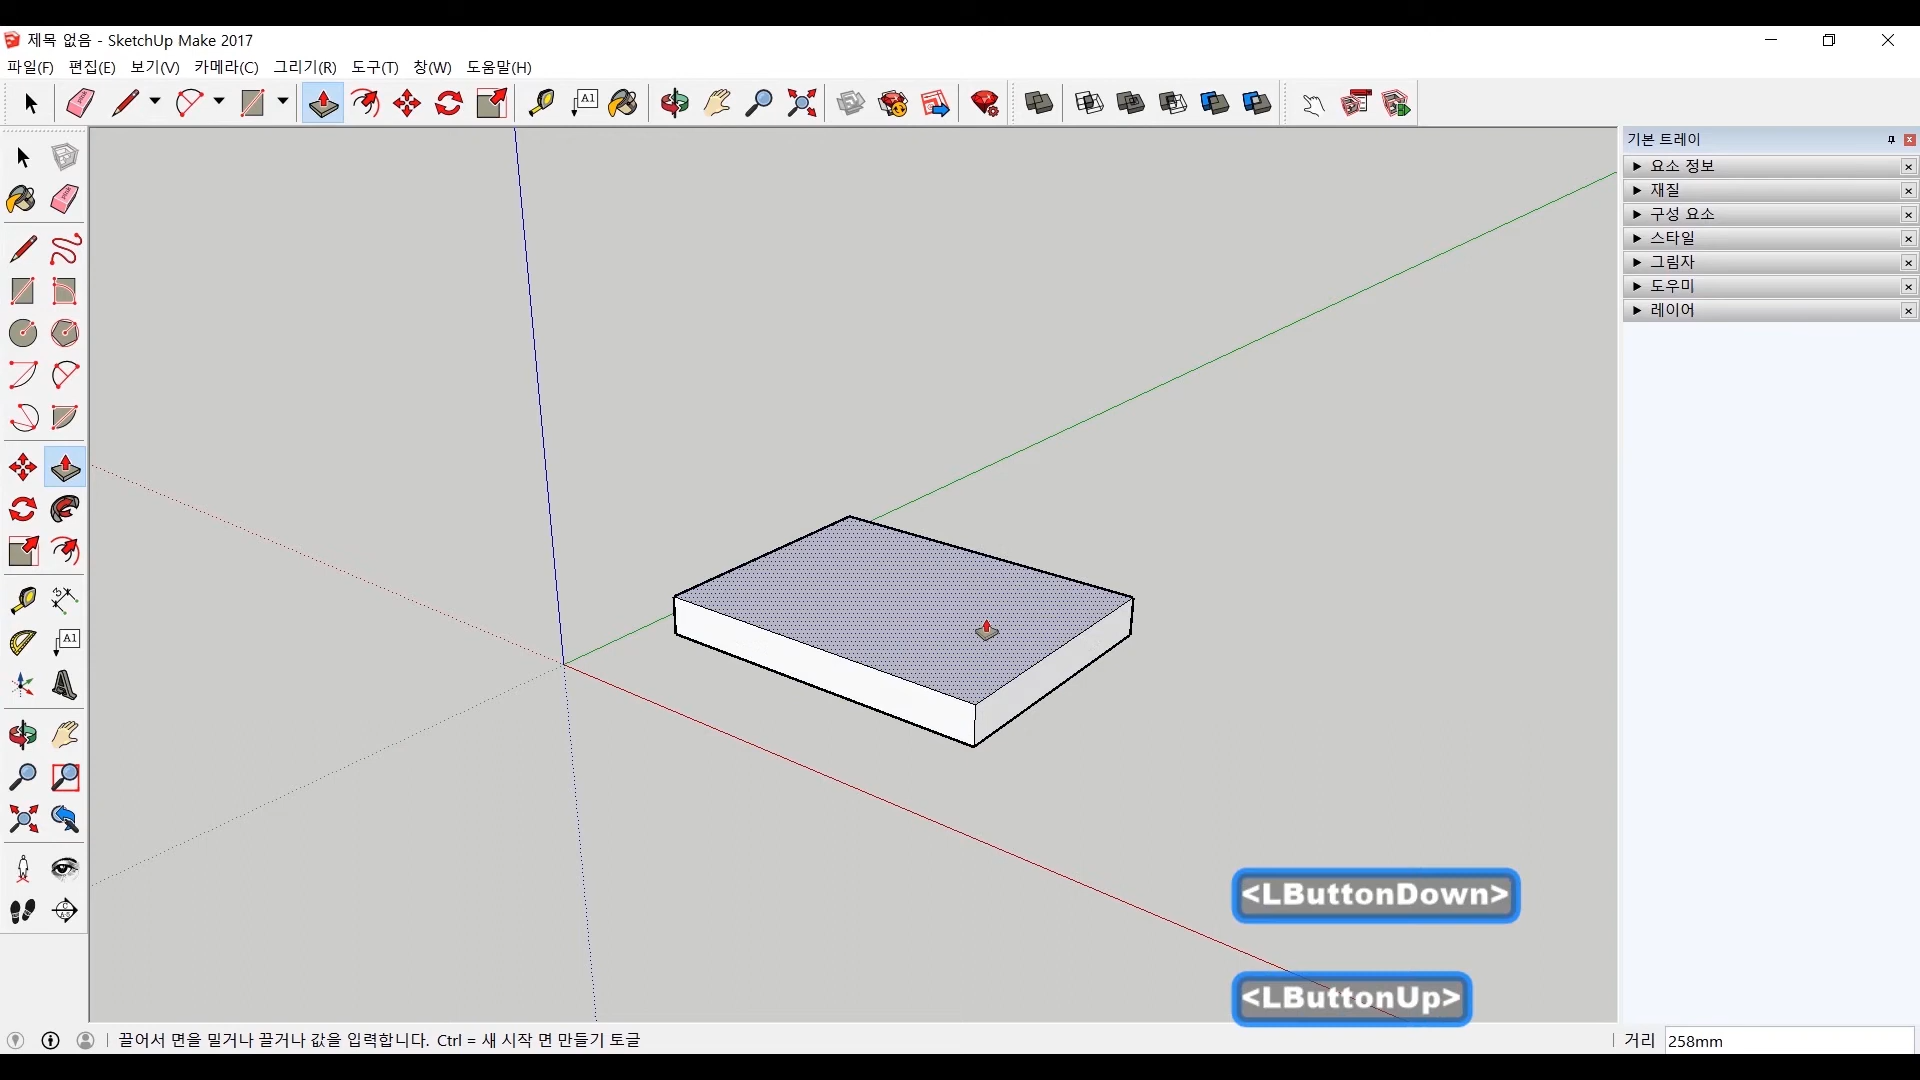 제목 없음 - SketchUp Make 2017
파일(F) 편집(E) 보기(V) 카메라(C) 그리기(R) 도구(T) 창(W) 도움말(H)
A1
기본 트레이
요소 정보
재질
구성 요소
스타일
그림자
도우미
레이어
A1
<LButtonDown>
<LButtonUp>
끌어서 면을 밀거나 끌거나 값을 입력합니다. Ctrl = 새 시작 면 만들기 토글
거리 258mm